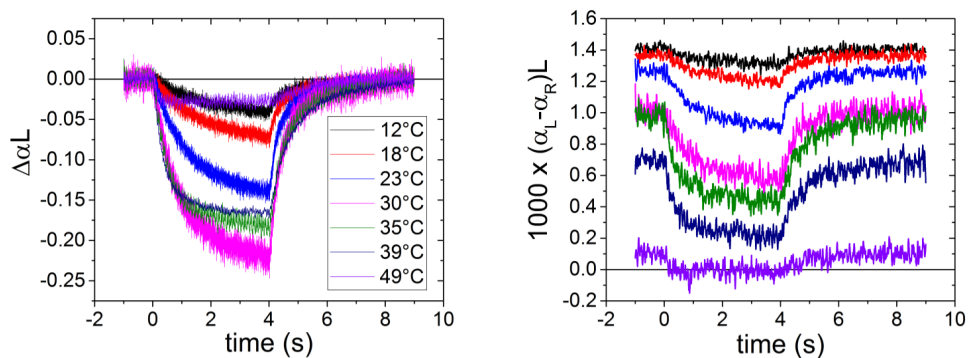 0.05
0.00
-0.05
-0.10
-0.15
-0.20
-0.25
ΔαL
12°C
18°C
23°C
30°C
35°C
39°C
49°C
-2 0 2 4 6 8 10
time (s)
1.6
1.4
1.2
1.0
0.8
0.6
0.4
0.2
0.0
-0.2
1000 x (αL-αR)L
-2 0 2 4 6 8 10
time (s)